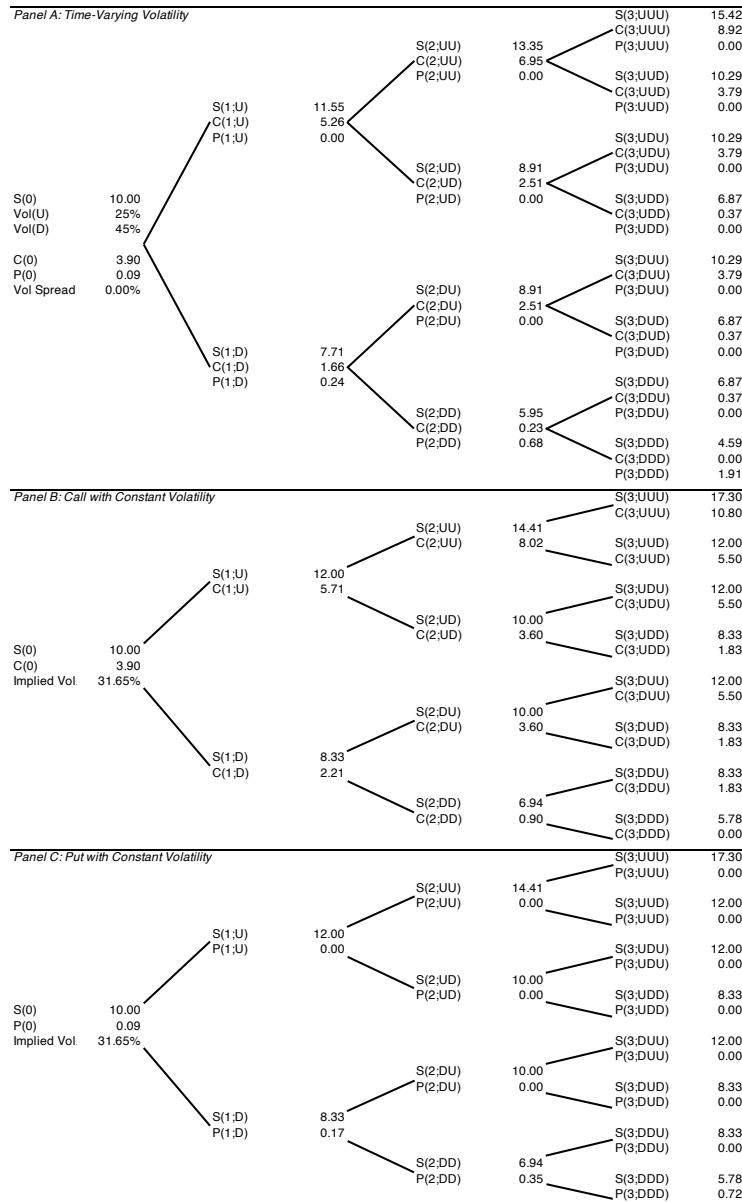 Panel A: Time-Varying Volatility
S(3;UUU) 15.42
C(3;UUU) 8.92
P(3;UUU) 0.00
S(2;UU) 13.35
C(2;UU) 6.95
P(2;UU) 0.00
S(3;UUD) 10.29
C(3;UUD) 3.79
P(3:UUD) 0.00
S(1;U) 11.55
C(1;U) 5.26
P(1;U) 0.00
S(3;UDU) 10.29
C(3;UDU) 3.79
P(3;UDU) 0.00
S(2;UD) 8.91
C(2;UD) 2.51
P(2;UD) 0.00
S(3;UDD) 6.87
C(3;UDD) 0.37
P(3;UDD) 0.00
S(0) 10.00
Vol(U) 25%
Vol(D) 45%
C(0) 3.90
P(0) 0.09
Vol Spread 0.00%
S(3;DUU) 10.29
C(3;DUU) 3.79
P(3;DUU) 0.00
S(2;DU) 8.91
C(2;DU) 2.51
P(2;DU) 0.00
S(3;DUD) 6.87
C(3;DUD) 0.37
P(3;DUD) 0.00
S(1;D) 7.71
C(1;D) 1.66
P(1;D) 0.24
S(3;DDU) 6.87
C(3;DDU) 0.37
P(3;DDU) 0.00
S(2;DD) 5.95
C(2;DD) 0.23
P(2;DD) 0.68
S(3;DDD) 4.59
C(3;DDD) 0.00
P(3;DDD) 1.91
Panel B: Call with Constant Volatility
S(3;UUU) 17.30
C(3;UUU) 10.80
S(2;UU) 14.41
C(2;UU) 8.02
S(3;UUD) 12.00
C(3;UUD) 5.50
S(1;U) 12.00
C(1;U) 5.71
S(3;UDU) 12.00
C(3;UDU) 5.50
S(2;UD) 10.00
C(2;UD) 3.60
S(3;UDD) 8.33
C(3;UDD) 1.83
S(0) 10.00
C(0) 3.90
Implied Vol. 31.65%
S(3;DUU) 12.00
C(3;DUU) 5.50
S(2;DU) 10.00
C(2;DU) 3.60
S(3;DUD) 8.33
C(3;DUD) 1.83
S(1;D) 8.33
C(1;D) 2.21
S(3;DDU) 8.33
C(3;DDU) 1.83
S(2;DD) 6.94
C(2;DD) 0.90
S(3;DDD) 5.78
C(3;DDD) 0.00
Panel C: Put with Constant Volatility
S(3;UUU) 17.30
P(3;UUU) 0.00
S(2;UU) 14.41
P(2;UU) 0.00
S(3;UUD) 12.00
P(3;UUD) 0.00
S(1;U) 12.00
P(1;U) 0.00
S(3;UDU) 12.00
P(3;UDU) 0.00
S(2;UD) 10.00
P(2;UD) 0.00
S(3;UDD) 8.33
P(3;UDD) 0.00
S(0) 10.00
P(0) 0.09
Implied Vol. 31.65%
S(3;DUU) 12.00
P(3;DUU) 0.00
S(2;DU) 10.00
P(2;DU) 0.00
S(3;DUD) 8.33
P(3;DUD) 0.00
S(1;D) 8.33
P(1;D) 0.17
S(3;DDU) 8.33
P(3;DDU) 0.00
S(2;DD) 6.94
P(2;DD) 0.35
S(3;DDD) 5.78
P(3;DDD) 0.72